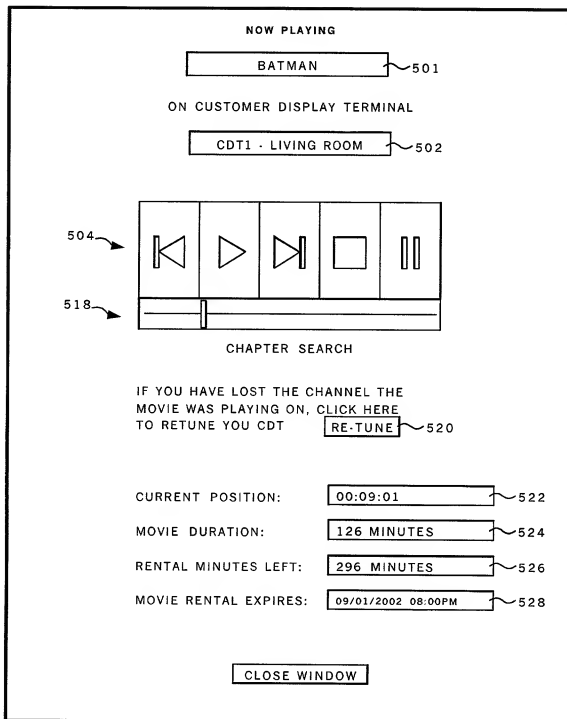 NOW PLAYING
BATMAN 501
ON CUSTOMER DISPLAY TERMINAL
CDT1 - LIVING ROOM 502
504
518
CHAPTER SEARCH
IF YOU HAVE LOST THE CHANNEL THE
MOVIE WAS PLAYING ON, CLICK HERE
TO RETUNE YOU CDT RE-TUNE 520
CURRENT POSITION: 00:09:01 522
MOVIE DURATION: 126 MINUTES 524
RENTAL MINUTES LEFT: 296 MINUTES 526
MOVIE RENTAL EXPIRES: 09/01/2002 08:00PM 528
CLOSE WINDOW